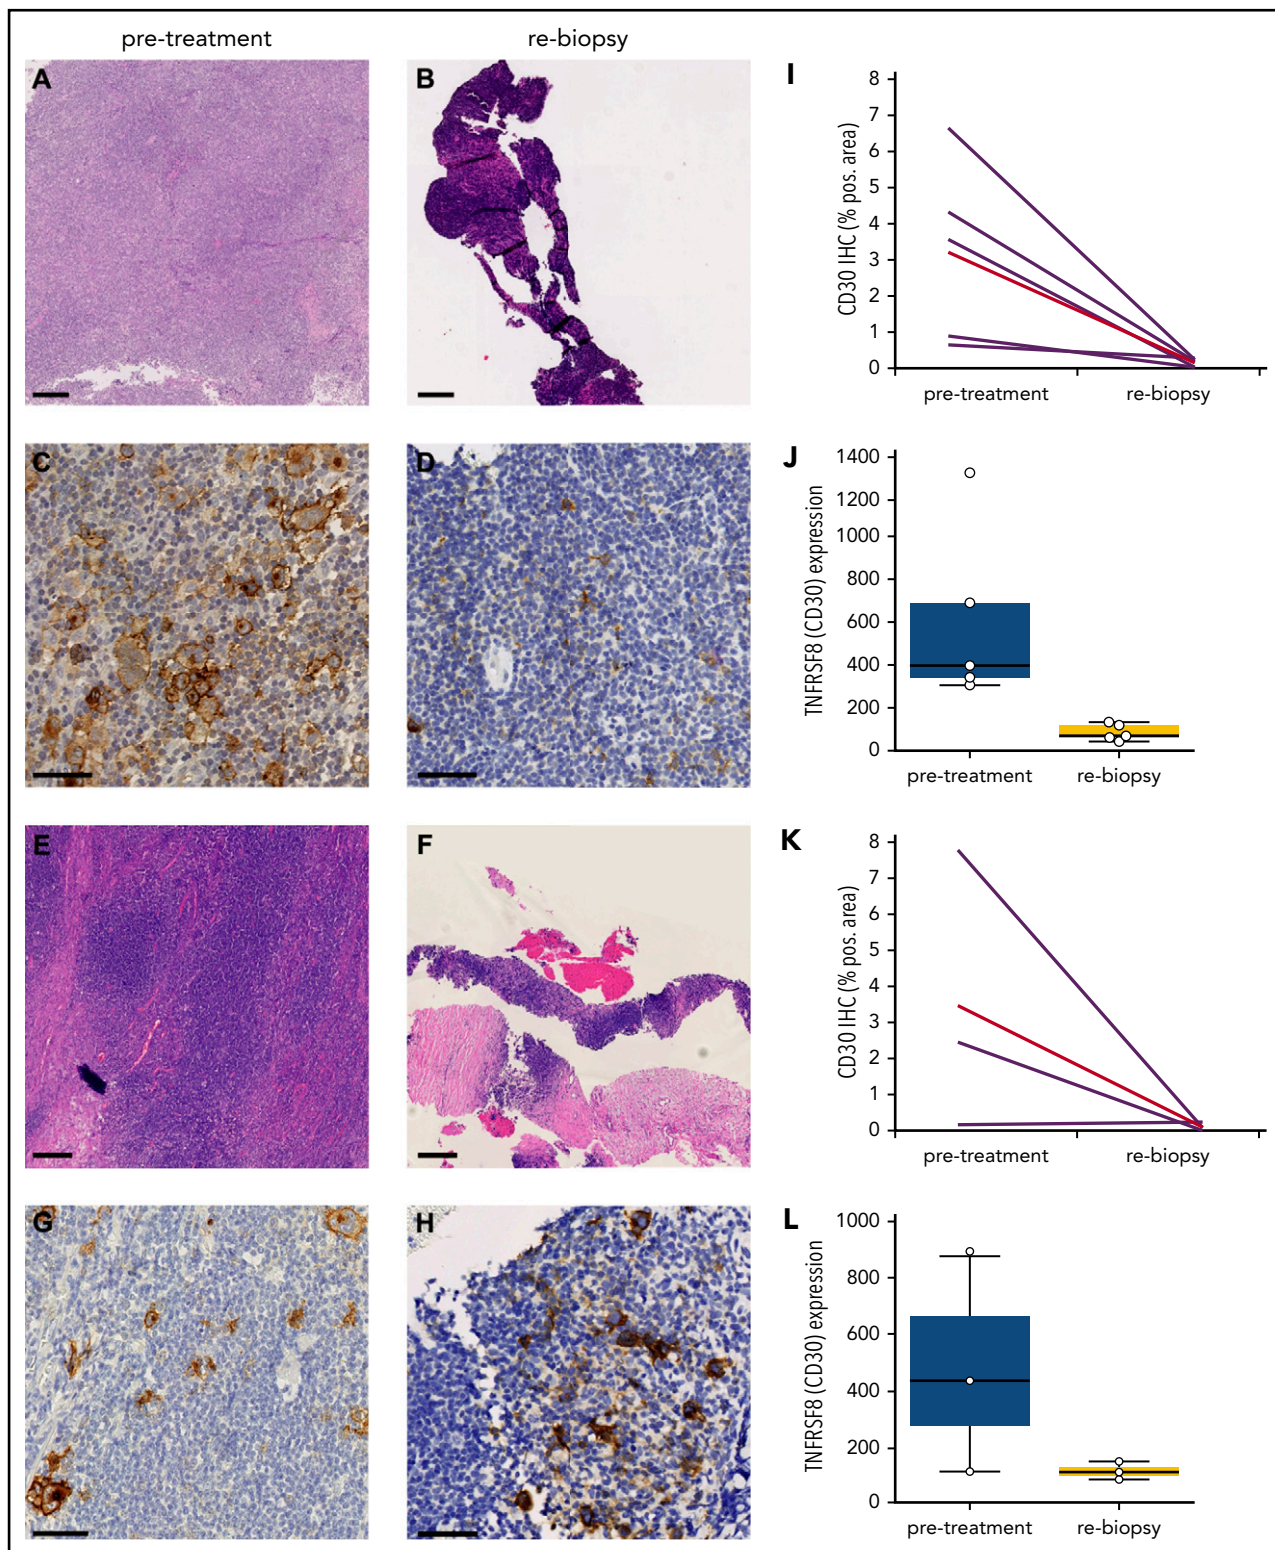 pre-treatment
re-biopsy
A
B
C
D
E
F
G
H
I
CD30 IHC (% pos. area)
8
7
6
5
4
3
2
1
0
pre-treatment
re-biopsy
J
TNFRSF8 (CD30) expression
1400
1200
1000
800
600
400
200
0
pre-treatment
re-biopsy
K
CD30 IHC (% pos. area)
8
7
6
5
4
3
2
1
0
pre-treatment
re-biopsy
L
TNFRSF8 (CD30) expression
1000
800
600
400
200
0
pre-treatment
re-biopsy